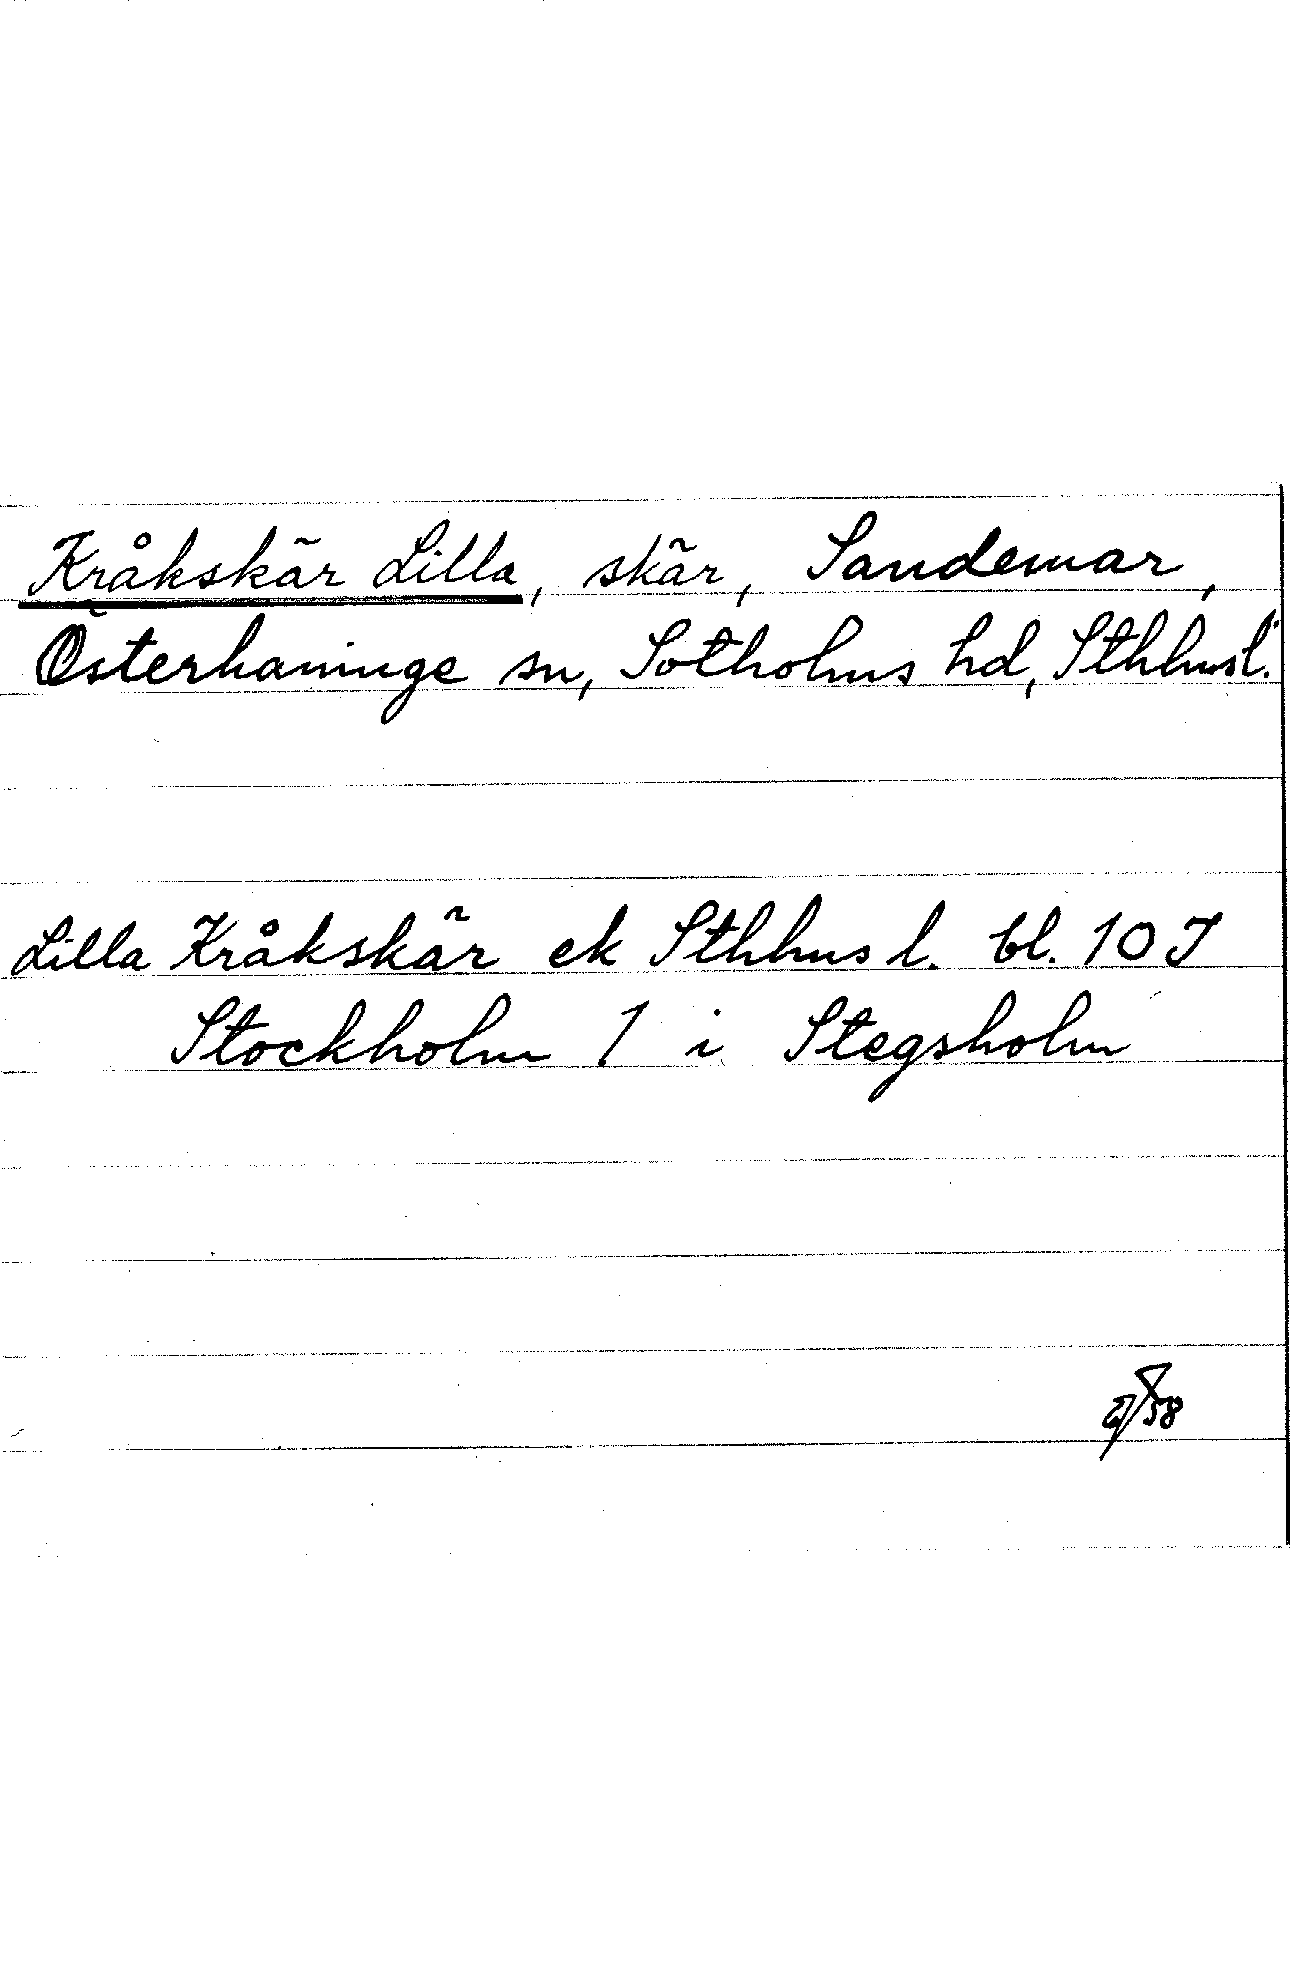 Kråkskär Lilla, skär, Sandemar,
Österhaninge sn, Sotholms hd, Sthlmsl.
Lilla Kråkskär ek Sthlms l. bl. 10 I
Stockholm 1 i Stegsholm